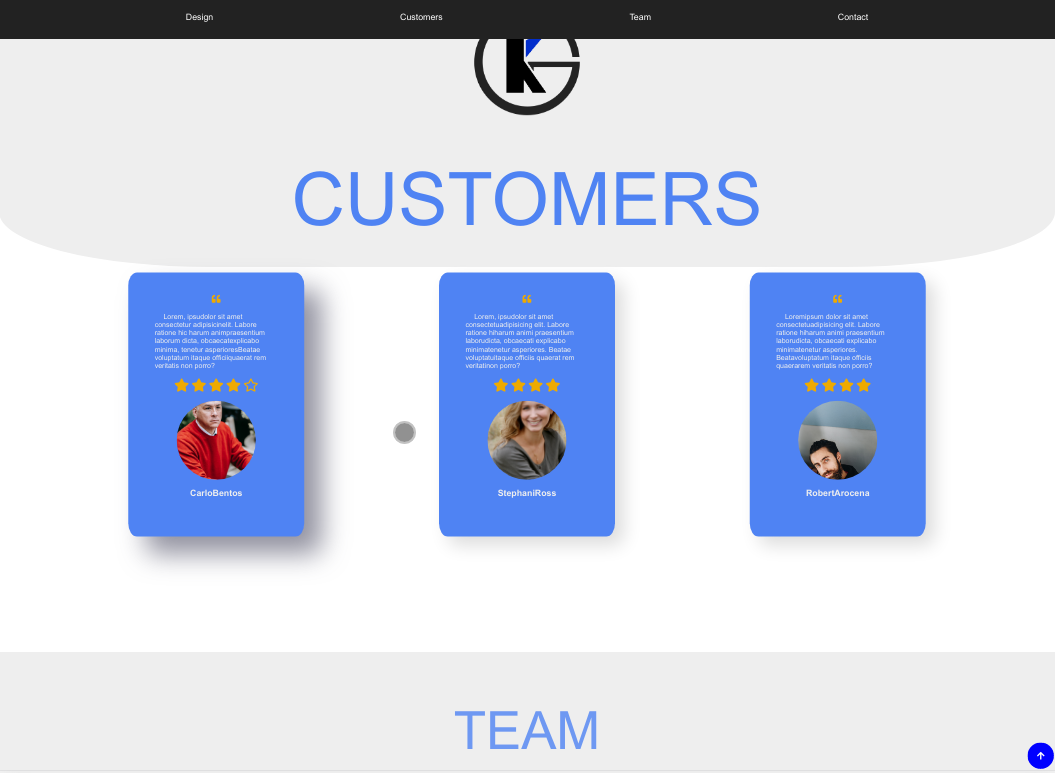 Design Customers Team Contact
CUSTOMERS
Lorem, ipsudolor sit amet
consectetur adipisicinelit. Labore
ratione hic harum animpraesentium
laborum dicta, obcaecatexplicabo
minima, tenetur asperioresBeatae
voluptatum itaque officiiquaerat rem
veritatis non porro?
CarloBentos
Lorem, ipsudolor sit amet
consectetuadipisicing elit. Labore
ratione hiharum animi praesentium
laborudicta, obcaecati explicabo
minimatenetur asperiores. Beatae
voluptatuitaque officiis quaerat rem
veritatinon porro?
StephaniRoss
Loremipsum dolor sit amet
consectetuadipisicing elit. Labore
ratione hiharum animi praesentium
laborudicta, obcaecati explicabo
minimatenetur asperiores.
Beatavoluptatum itaque officiis
quaerarem veritatis non porro?
RobertArocena
TEAM